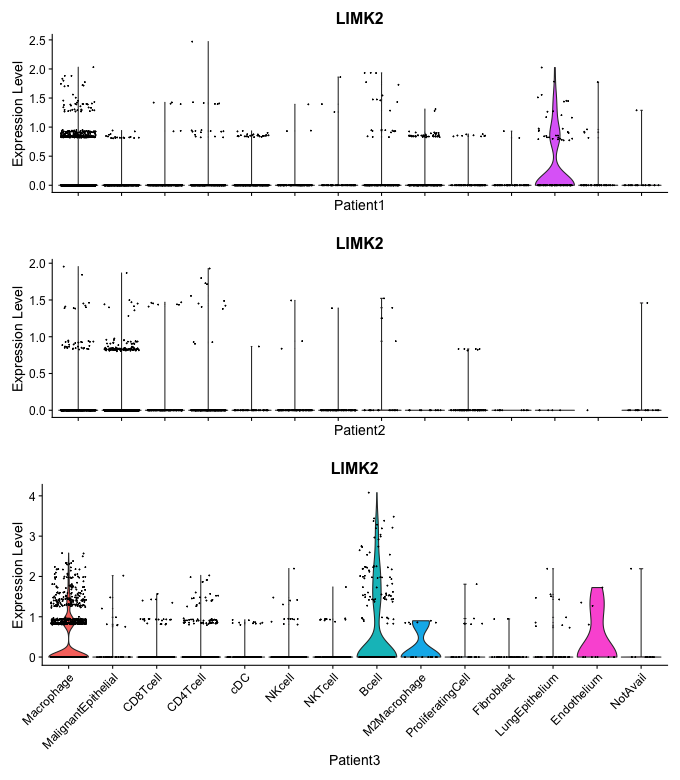 LIMK2
Expression Level
2.5
2.0
1.5
1.0
0.5
0.0
Patient1
LIMK2
Expression Level
2.0
1.5
1.0
0.5
0.0
Patient2
LIMK2
Expression Level
4
3
2
1
0
Macrophage
MalignantEpithelial
CD8Tcell
CD4Tcell
cDC
NKcell
NKTcell
Bcell
M2Macrophage
ProliferatingCell
Fibroblast
LungEpithelium
Endothelium
NotAvail
Patient3